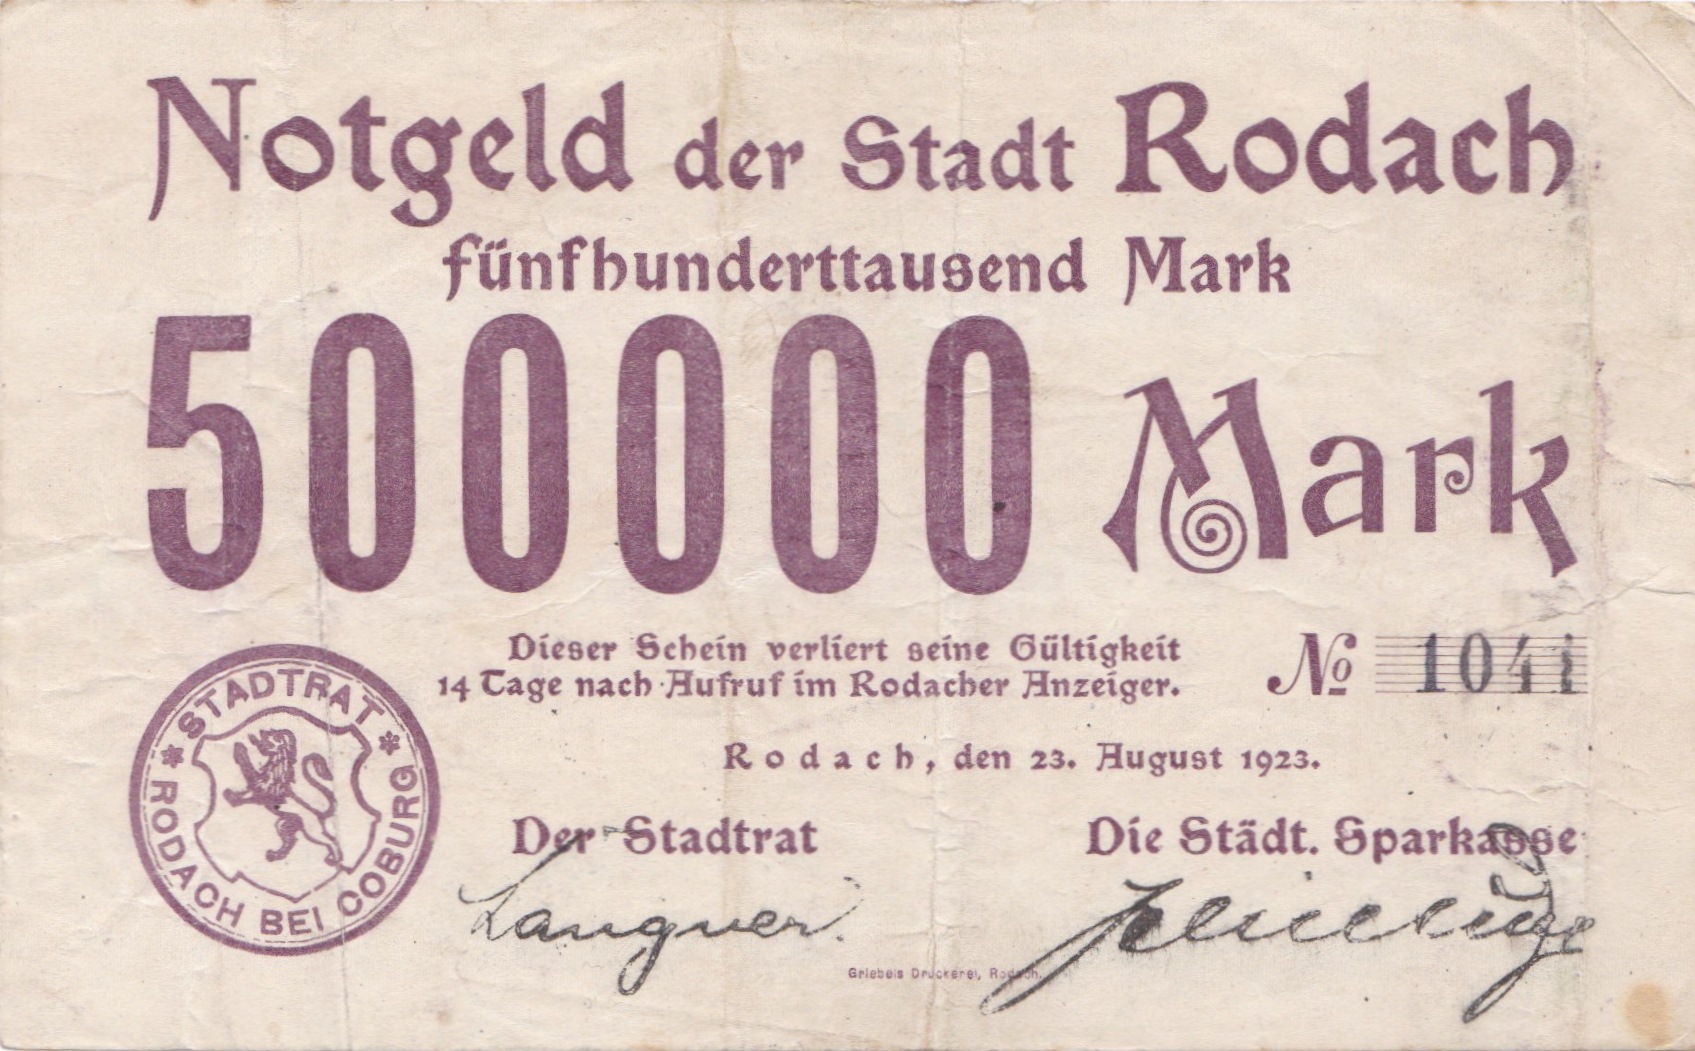 Notgeld der Stadt Rodach
fünfhunderttausend Mark
500000 Mark
Dieser Schein verliert seine Gültigkeit
14 Tage nach Aufruf im Rodacher Anzeiger.
No 1041
Rodach, den 23. August 1923.
STADTRAT
* RODACH BEI COBURG *
Der Stadtrat
Die Städt. Sparkasse
Langner.
Griebels Druckerei, Rodach.